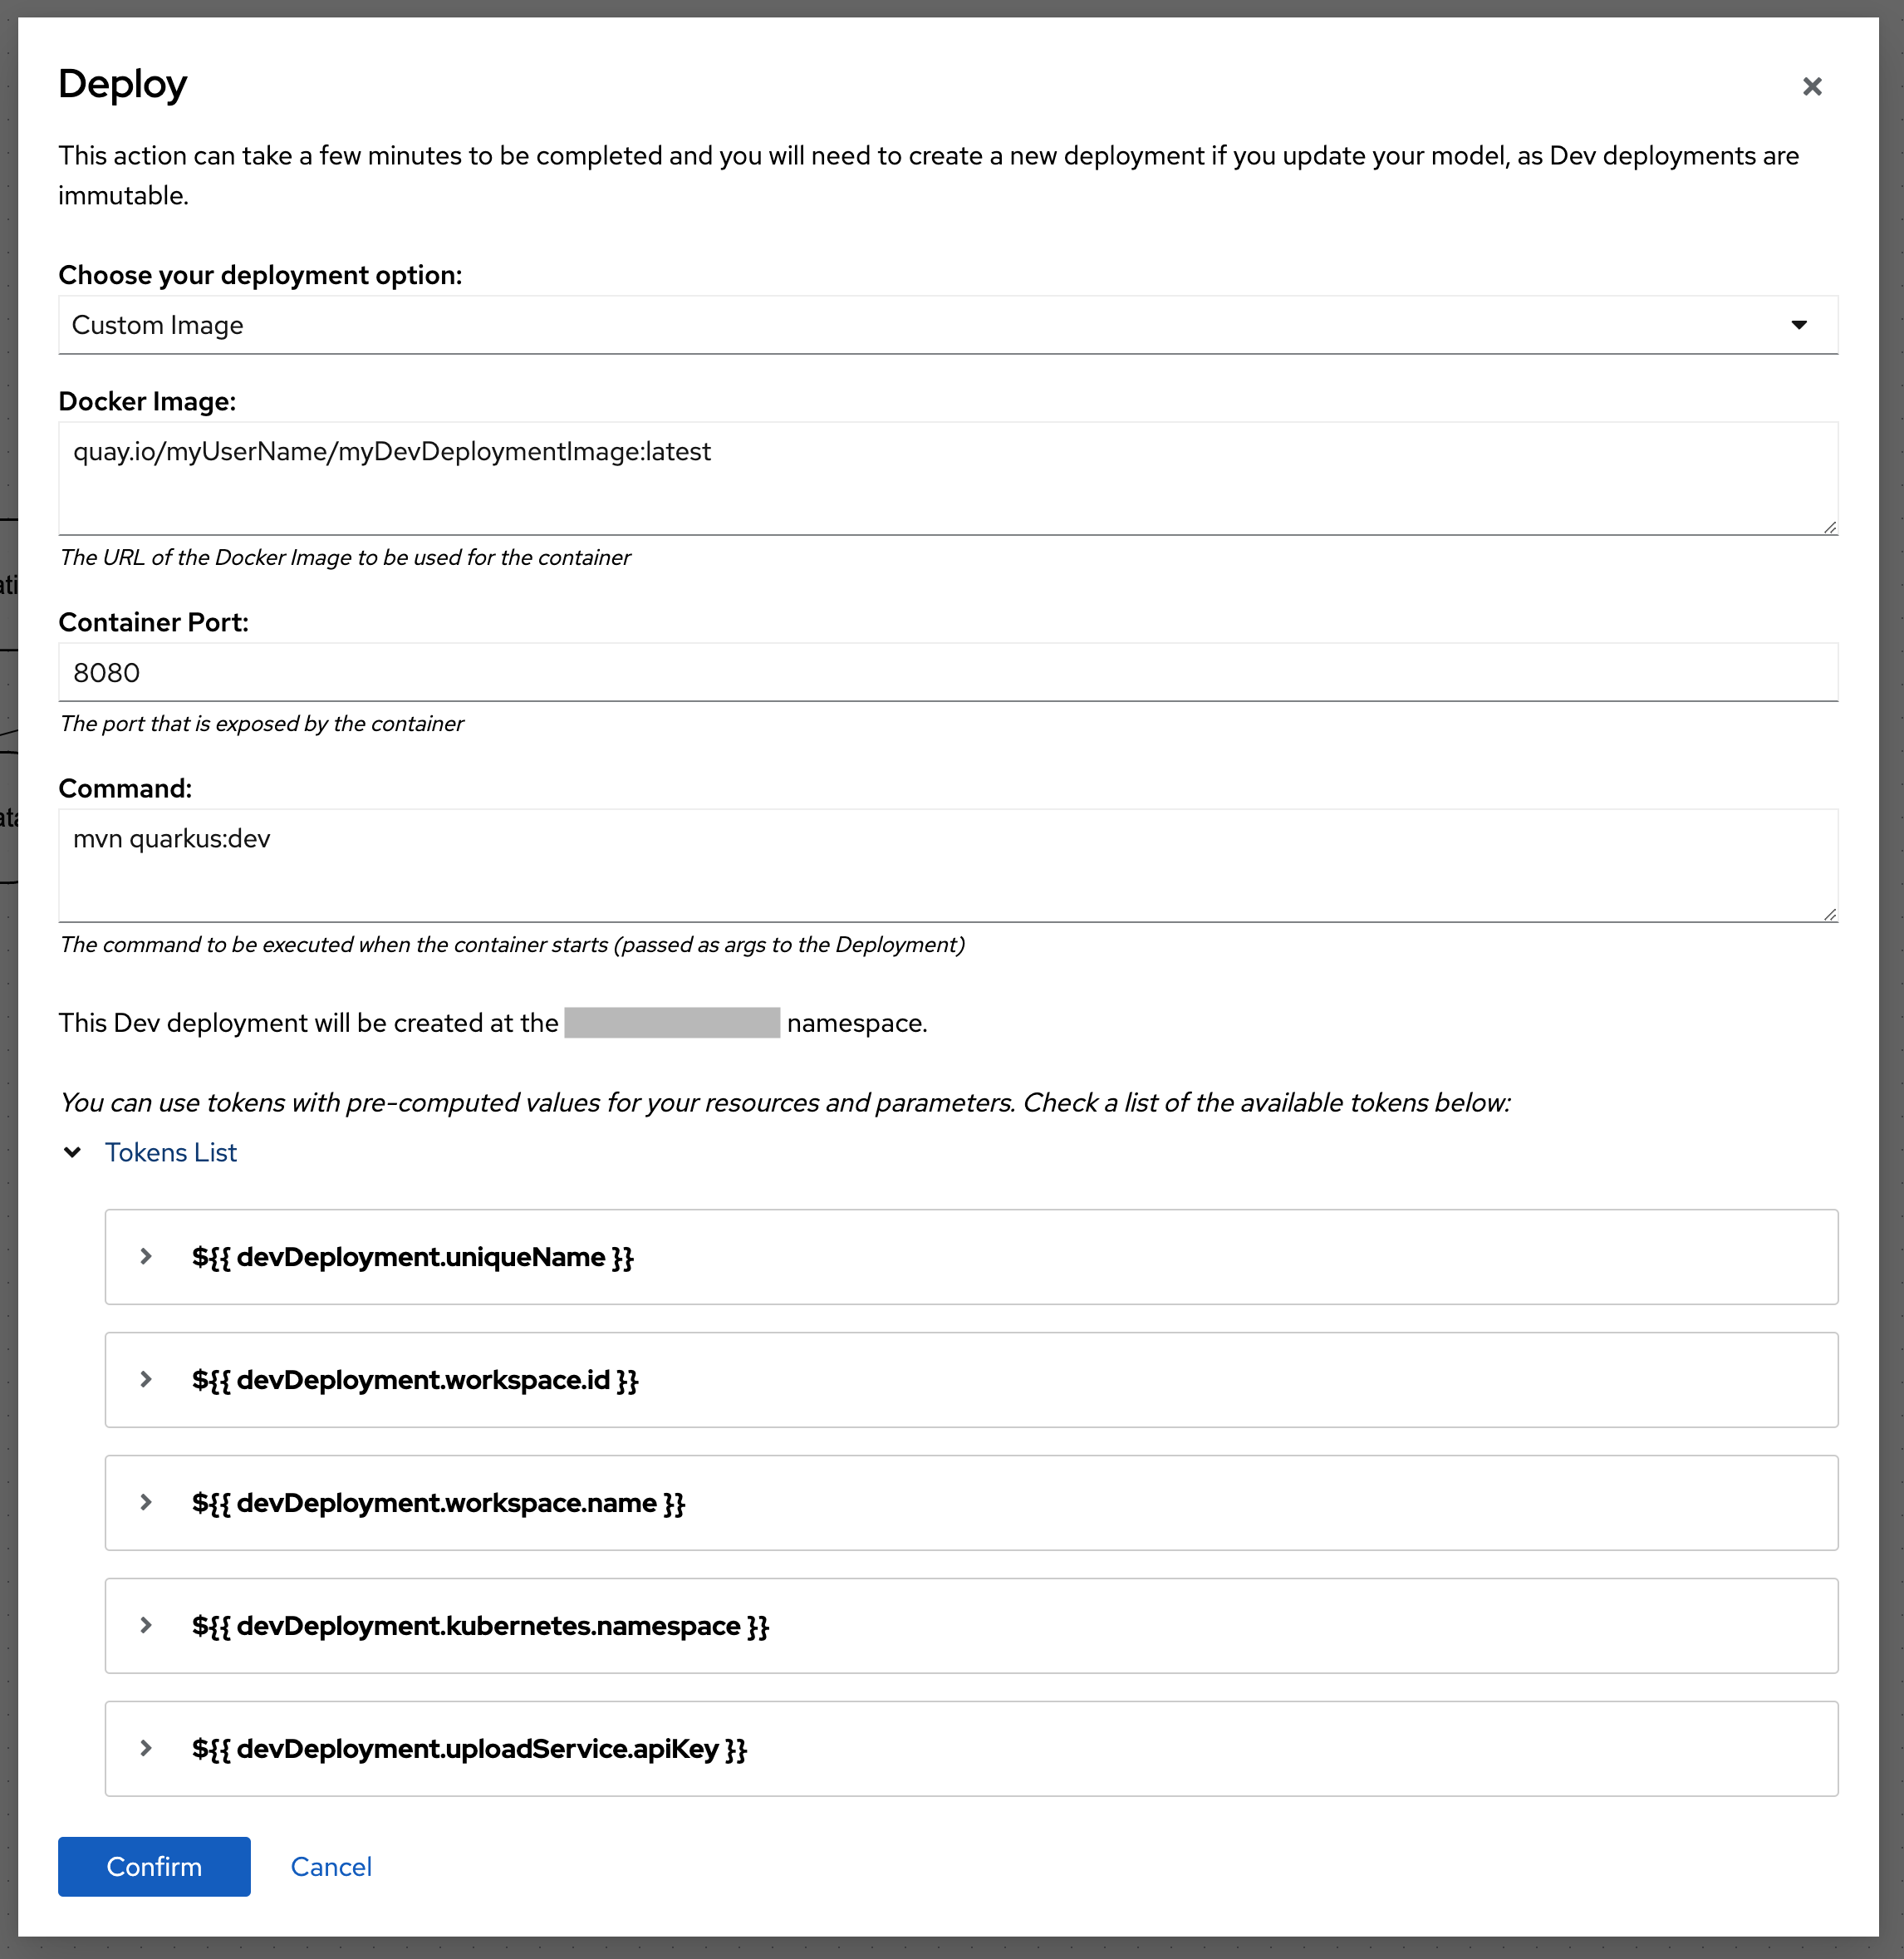 Deploy
This action can take a few minutes to be completed and you will need to create a new deployment if you update your model, as Dev deployments are
immutable.
Choose your deployment option:
Custom Image
Docker Image:
quay.io/myUserName/myDevDeploymentImage:latest
The URL of the Docker Image to be used for the container
Container Port:
8080
The port that is exposed by the container
Command:
mvn quarkus:dev
The command to be executed when the container starts (passed as args to the Deployment)
This Dev deployment will be created at the namespace.
You can use tokens with pre-computed values for your resources and parameters. Check a list of the available tokens below:
Tokens List
${{ devDeployment.uniqueName }}
${{ devDeployment.workspace.id }}
${{ devDeployment.workspace.name }}
${{ devDeployment.kubernetes.namespace }}
${{ devDeployment.uploadService.apiKey }}
Confirm Cancel